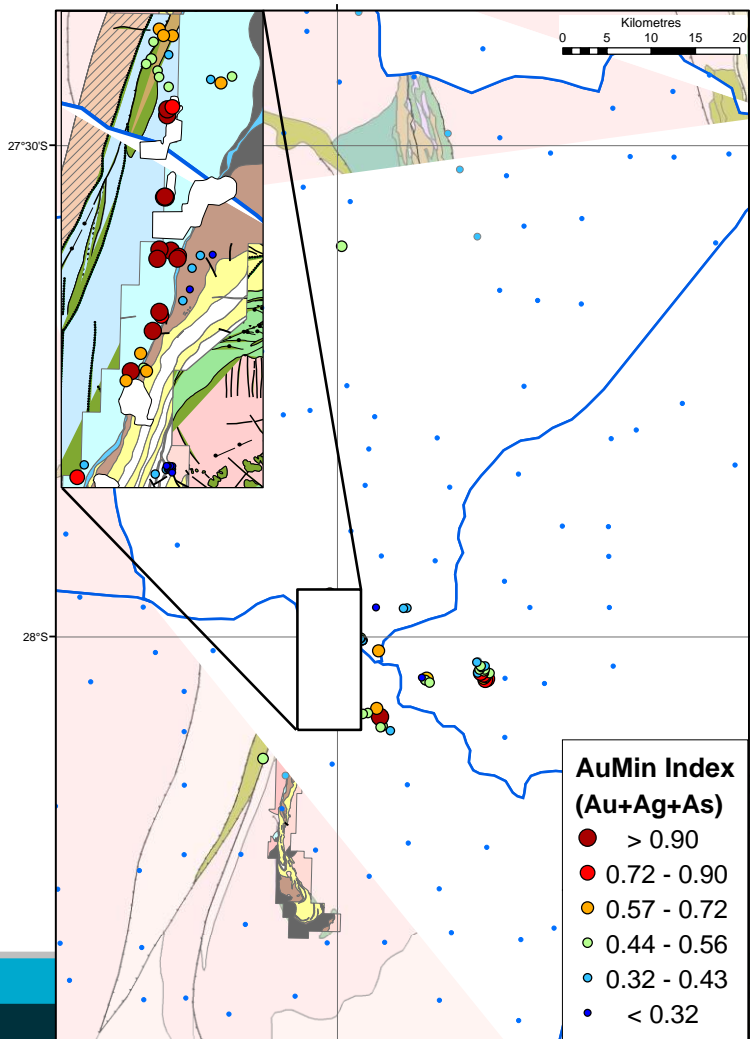 Kilometres
0 5 10 15 20
27°30'S
28°S
AuMin Index
(Au+Ag+As)
> 0.90
0.72 - 0.90
0.57 - 0.72
0.44 - 0.56
0.32 - 0.43
< 0.32